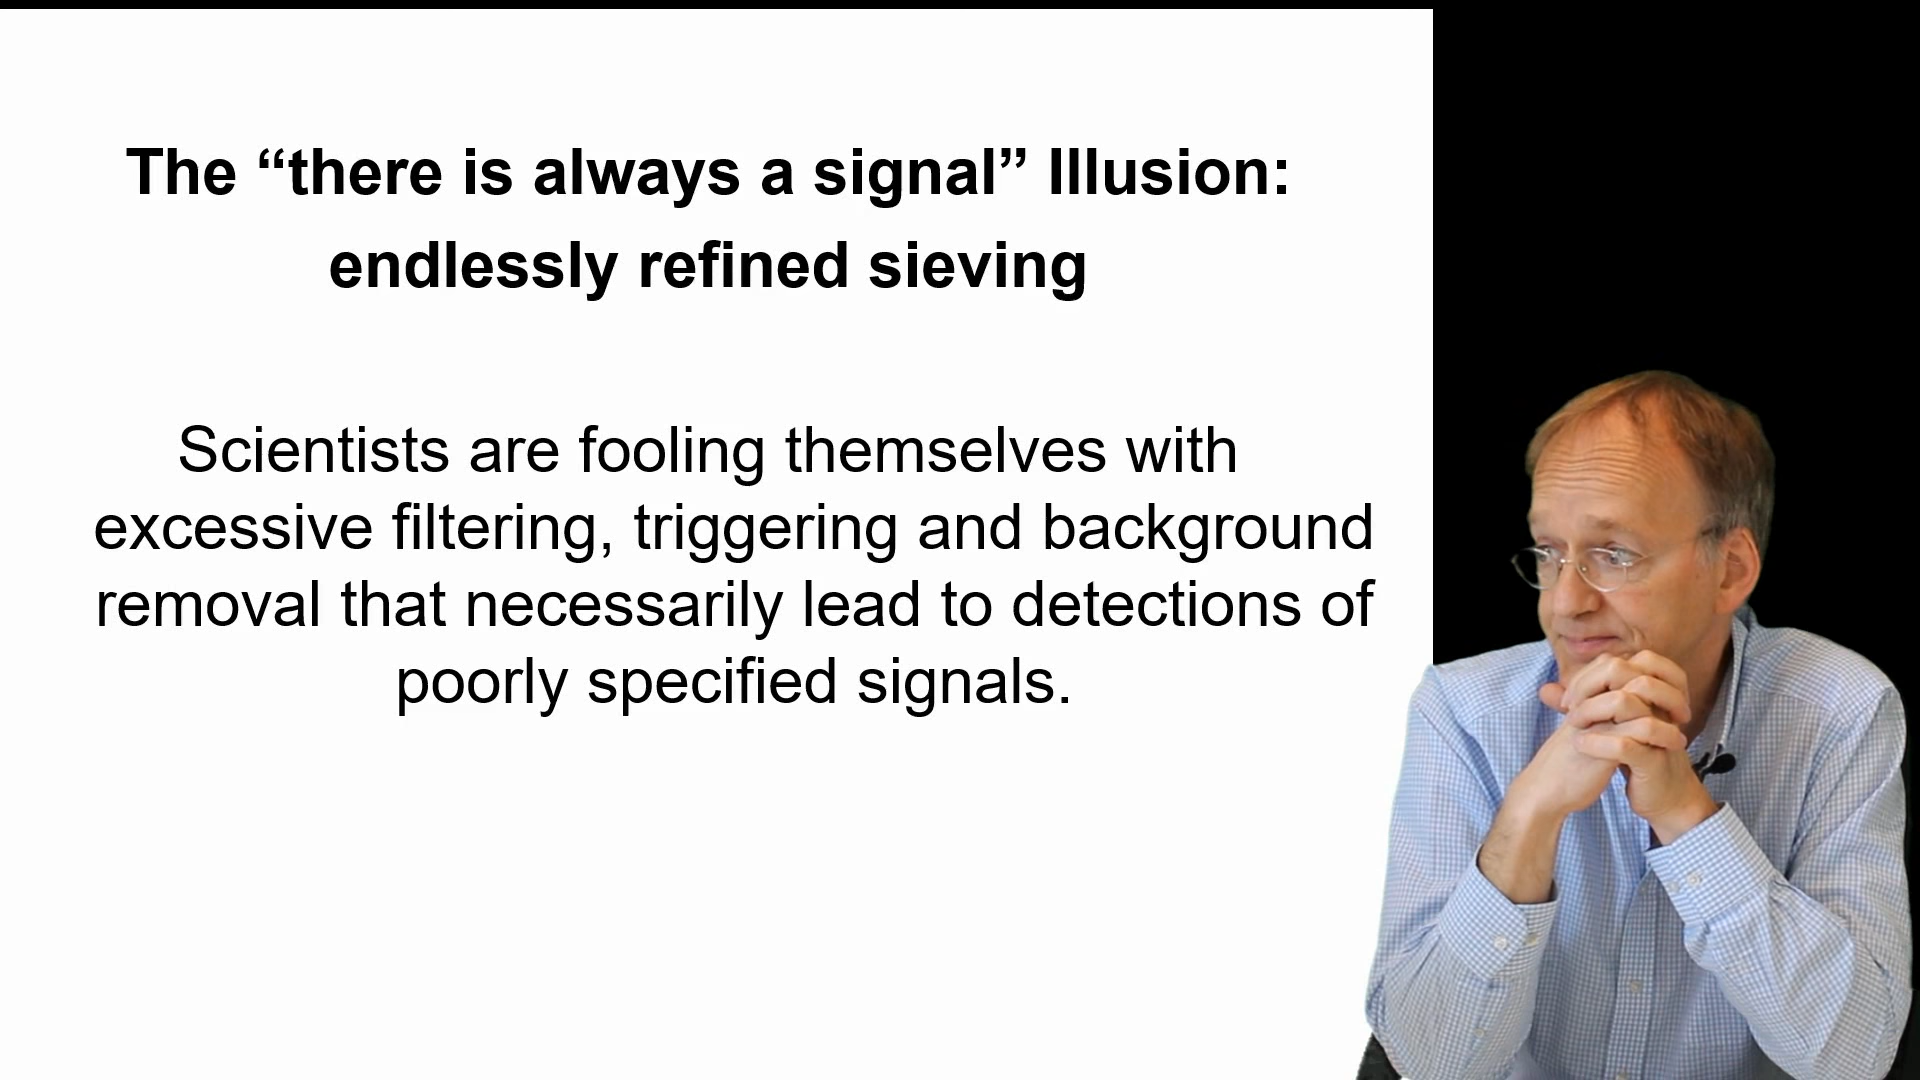 The “there is always a signal” Illusion:
endlessly refined sieving
Scientists are fooling themselves with
excessive filtering, triggering and background
removal that necessarily lead to detections of
poorly specified signals.